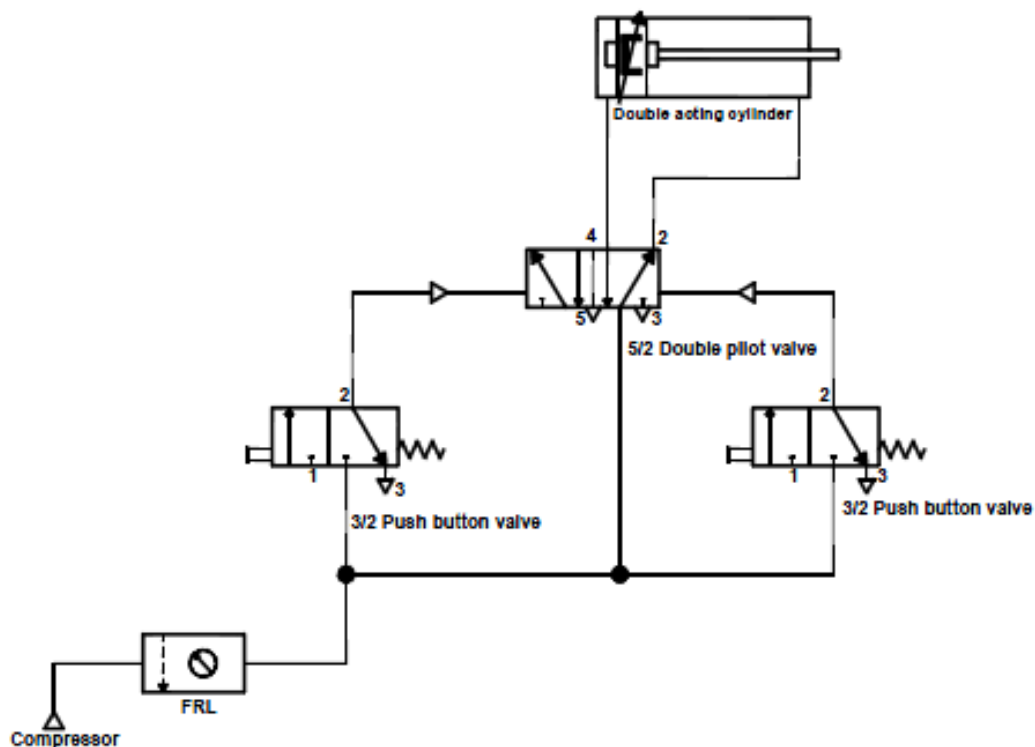 Double acting cylinder
4 2
5 3
5/2 Double pilot valve
2 2
1 3 1 3
3/2 Push button valve 3/2 Push button valve
FRL
Compressor